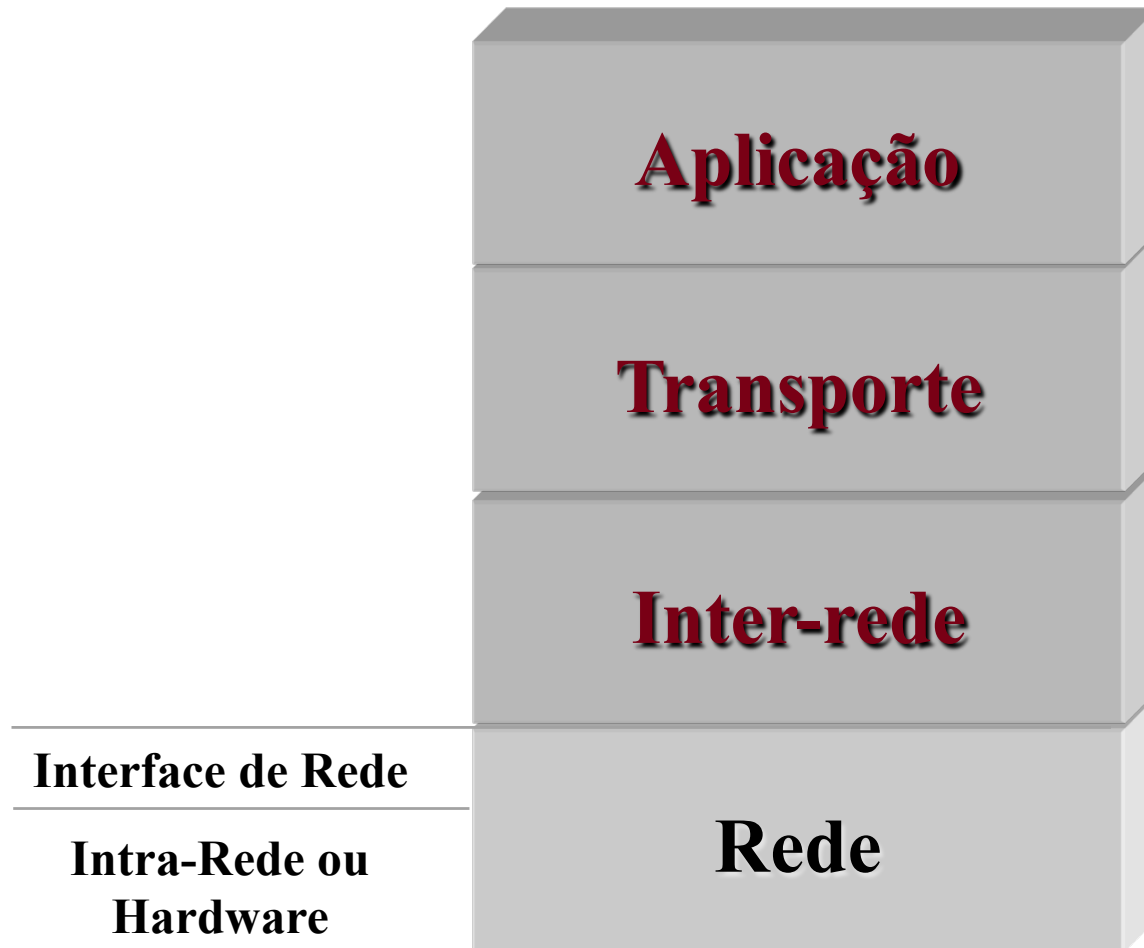 Aplicação
Transporte
Inter-rede
Interface de Rede
Rede
Intra-Rede ou
Hardware